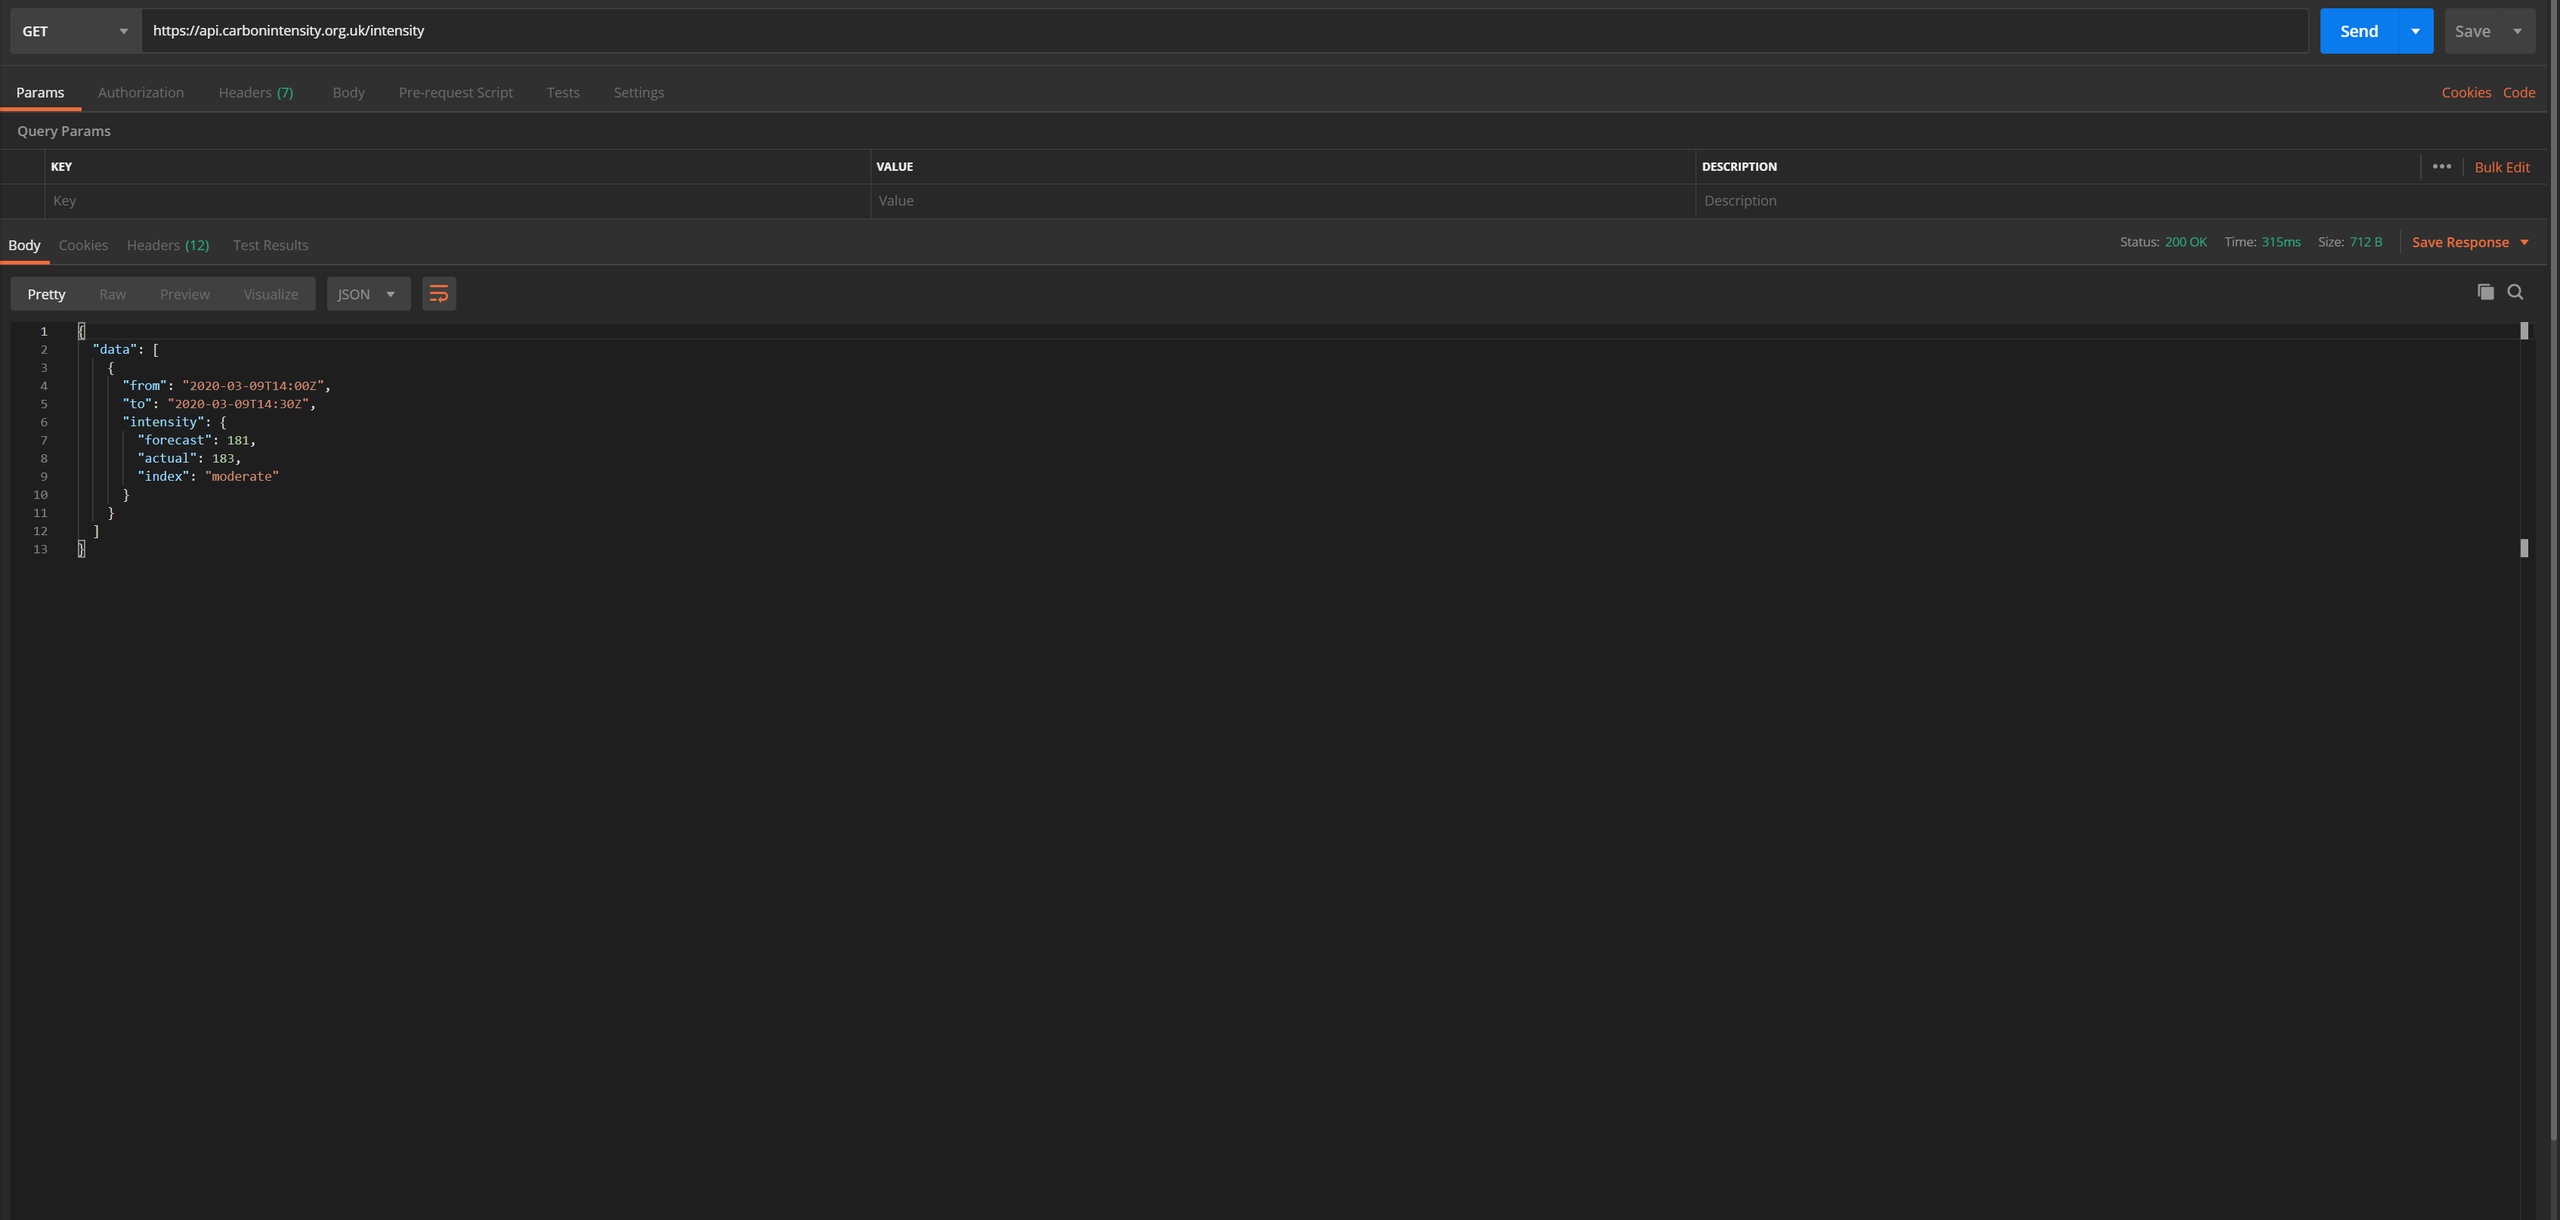 GET https://api.carbonintensity.org.uk/intensity Send Save
Params Authorization Headers (7) Body Pre-request Script Tests Settings Cookies Code
Query Params
KEY VALUE DESCRIPTION ••• Bulk Edit
Key Value Description
Body Cookies Headers (12) Test Results Status: 200 OK Time: 315ms Size: 712 B Save Response
Pretty Raw Preview Visualize JSON
1 {
2 "data": [
3 {
4 "from": "2020-03-09T14:00Z",
5 "to": "2020-03-09T14:30Z",
6 "intensity": {
7 "forecast": 181,
8 "actual": 183,
9 "index": "moderate"
10 }
11 }
12 ]
13 }